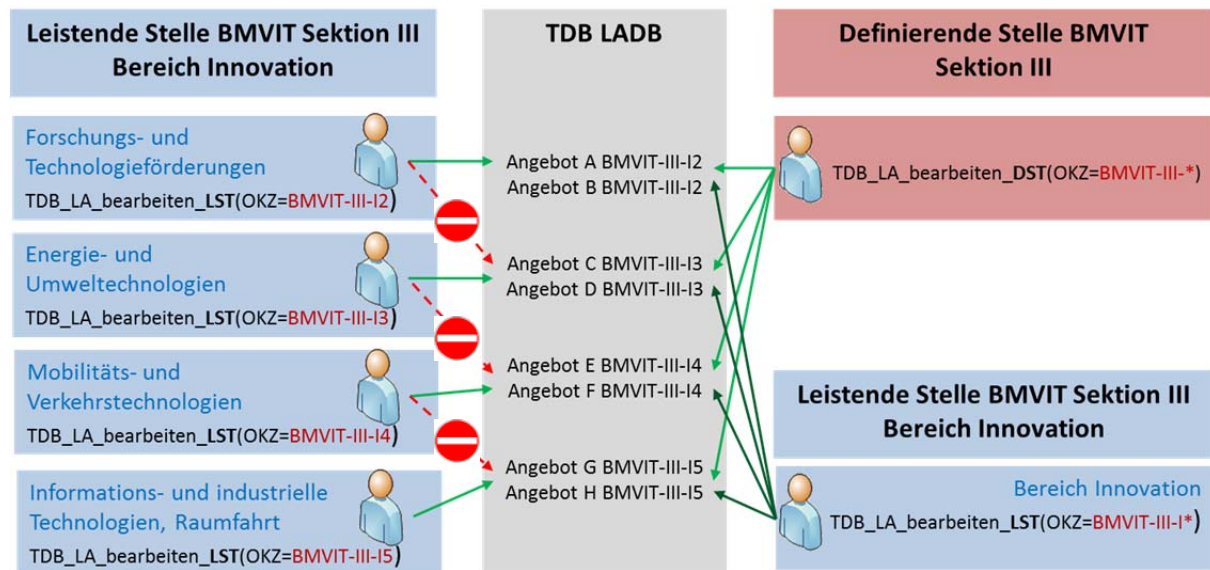 Leistende Stelle BMVIT Sektion III
Bereich Innovation
Forschungs- und
Technologieförderungen
TDB_LA_bearbeiten_LST(OKZ=BMVIT-III-I2)
Energie- und
Umweltechnologien
TDB_LA_bearbeiten_LST(OKZ=BMVIT-III-I3)
Mobilitäts- und
Verkehrstechnologien
TDB_LA_bearbeiten_LST(OKZ=BMVIT-III-I4)
Informations- und industrielle
Technologien, Raumfahrt
TDB_LA_bearbeiten_LST(OKZ=BMVIT-III-I5)
TDB LADB
Angebot A BMVIT-III-I2
Angebot B BMVIT-III-I2
Angebot C BMVIT-III-I3
Angebot D BMVIT-III-I3
Angebot E BMVIT-III-I4
Angebot F BMVIT-III-I4
Angebot G BMVIT-III-I5
Angebot H BMVIT-III-I5
Definierende Stelle BMVIT
Sektion III
TDB_LA_bearbeiten_DST(OKZ=BMVIT-III-*)
Leistende Stelle BMVIT Sektion III
Bereich Innovation
Bereich Innovation
TDB_LA_bearbeiten_LST(OKZ=BMVIT-III-I*)